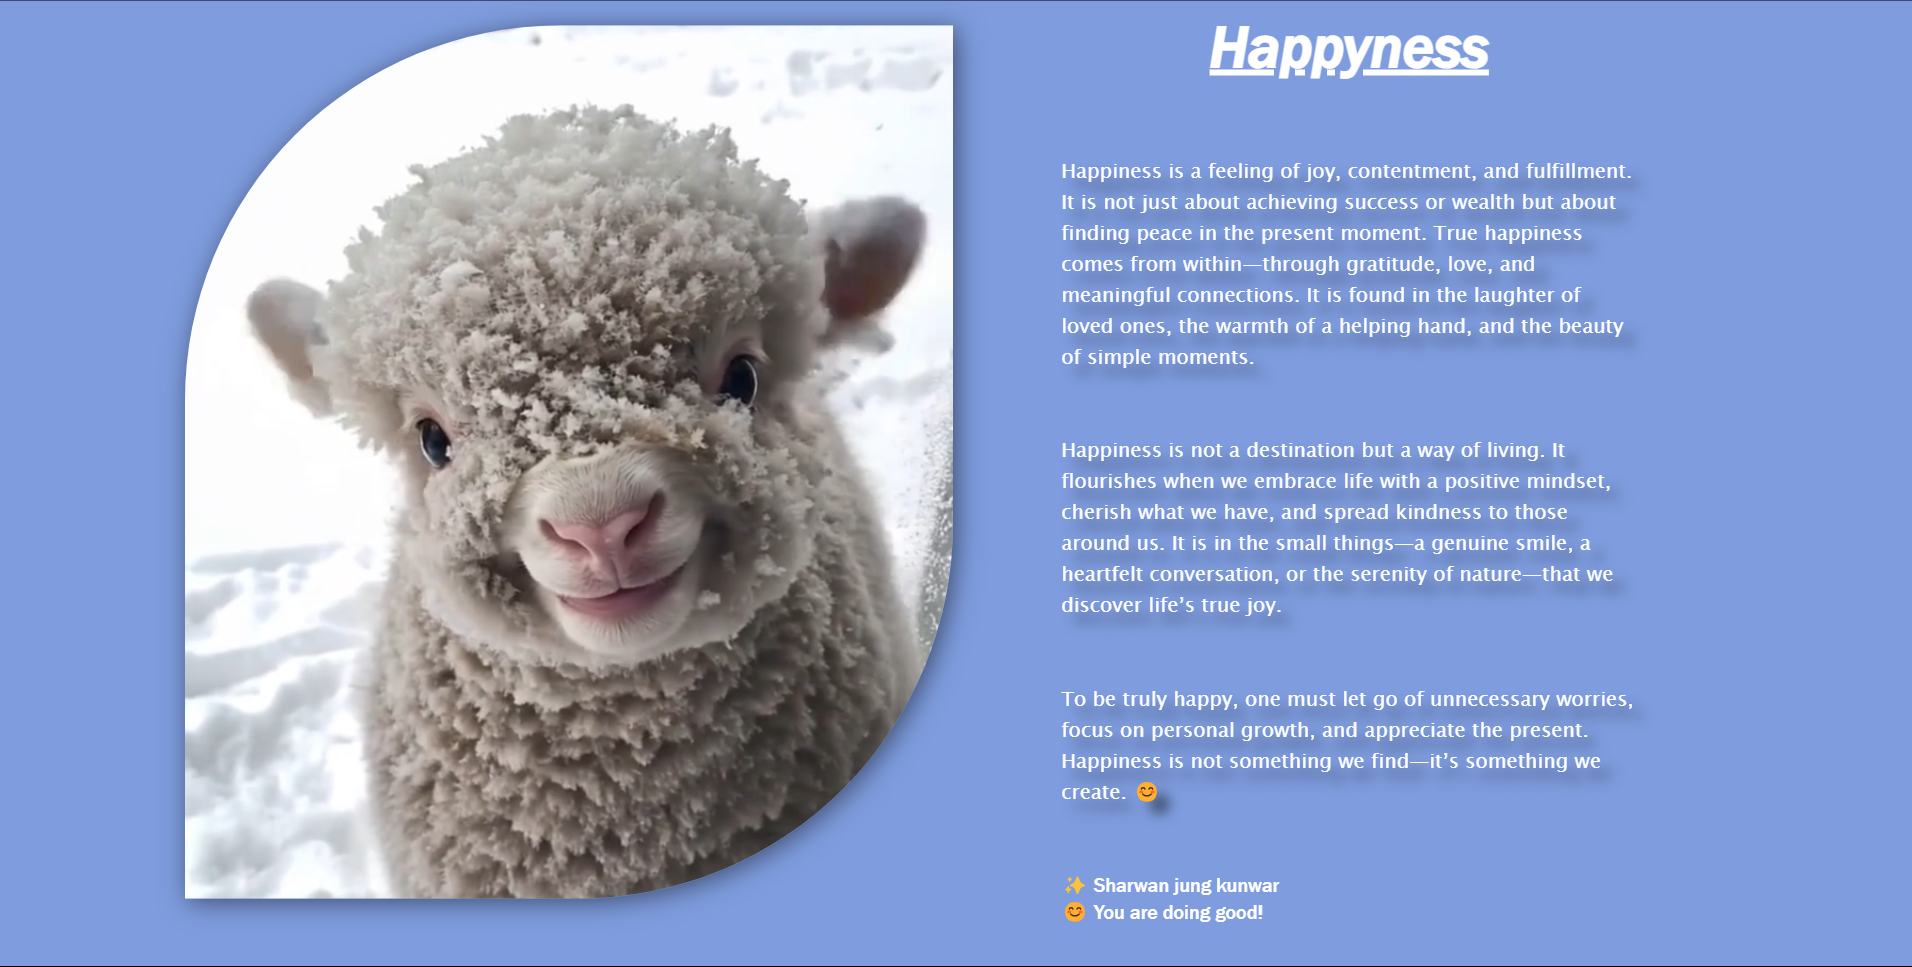 Happyness
Happiness is a feeling of joy, contentment, and fulfillment.
It is not just about achieving success or wealth but about
finding peace in the present moment. True happiness
comes from within—through gratitude, love, and
meaningful connections. It is found in the laughter of
loved ones, the warmth of a helping hand, and the beauty
of simple moments.
Happiness is not a destination but a way of living. It
flourishes when we embrace life with a positive mindset,
cherish what we have, and spread kindness to those
around us. It is in the small things—a genuine smile, a
heartfelt conversation, or the serenity of nature—that we
discover life’s true joy.
To be truly happy, one must let go of unnecessary worries,
focus on personal growth, and appreciate the present.
Happiness is not something we find—it’s something we
create. 😊
✨ Sharwan jung kunwar
😊 You are doing good!